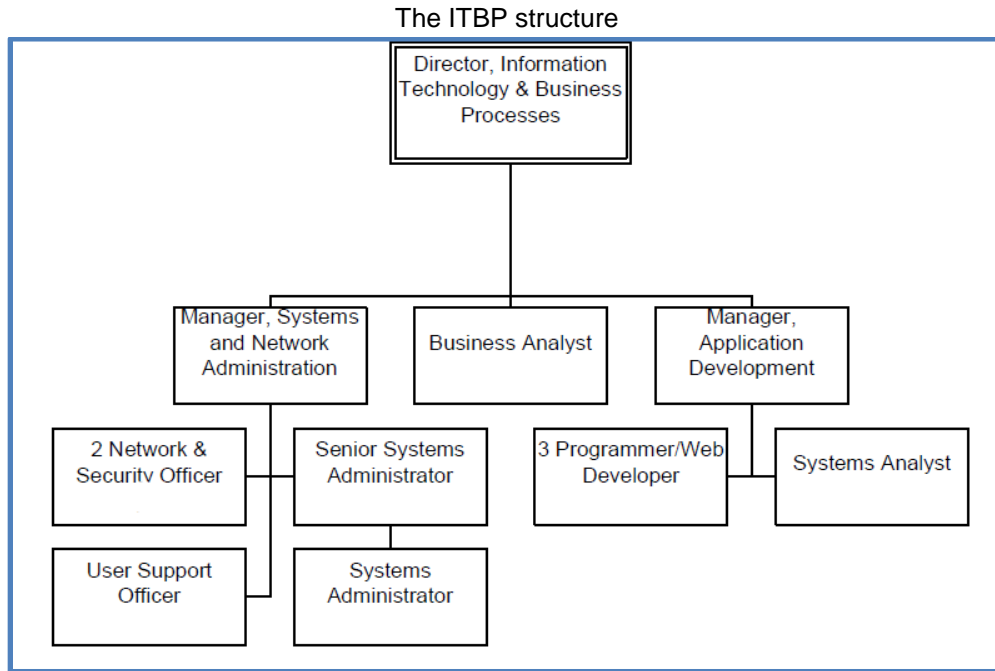 The ITBP structure
Director, Information
Technology & Business
Processes
Manager, Systems
and Network
Administration
Business Analyst
Manager,
Application
Development
2 Network &
Security Officer
Senior Systems
Administrator
3 Programmer/Web
Developer
Systems Analyst
User Support
Officer
Systems
Administrator